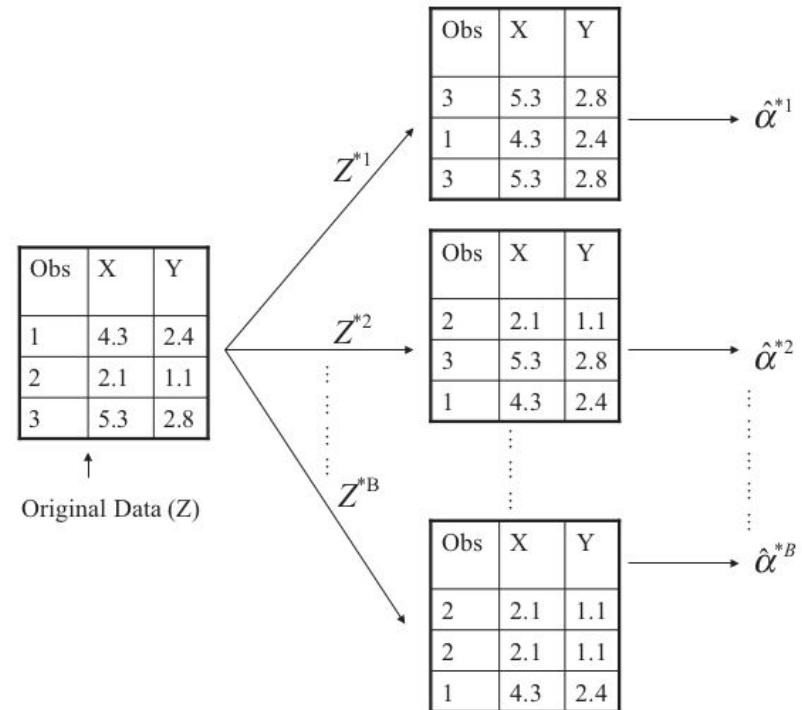 Obs X Y
1 4.3 2.4
2 2.1 1.1
3 5.3 2.8
Original Data (Z)
Z*1
Obs X Y
3 5.3 2.8
1 4.3 2.4
3 5.3 2.8
α̂*1
Z*2
Obs X Y
2 2.1 1.1
3 5.3 2.8
1 4.3 2.4
α̂*2
Z*B
Obs X Y
2 2.1 1.1
2 2.1 1.1
1 4.3 2.4
α̂*B